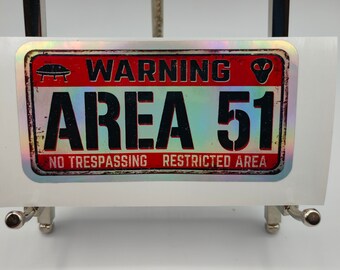 WARNING
AREA 51
NO TRESPASSING RESTRICTED AREA